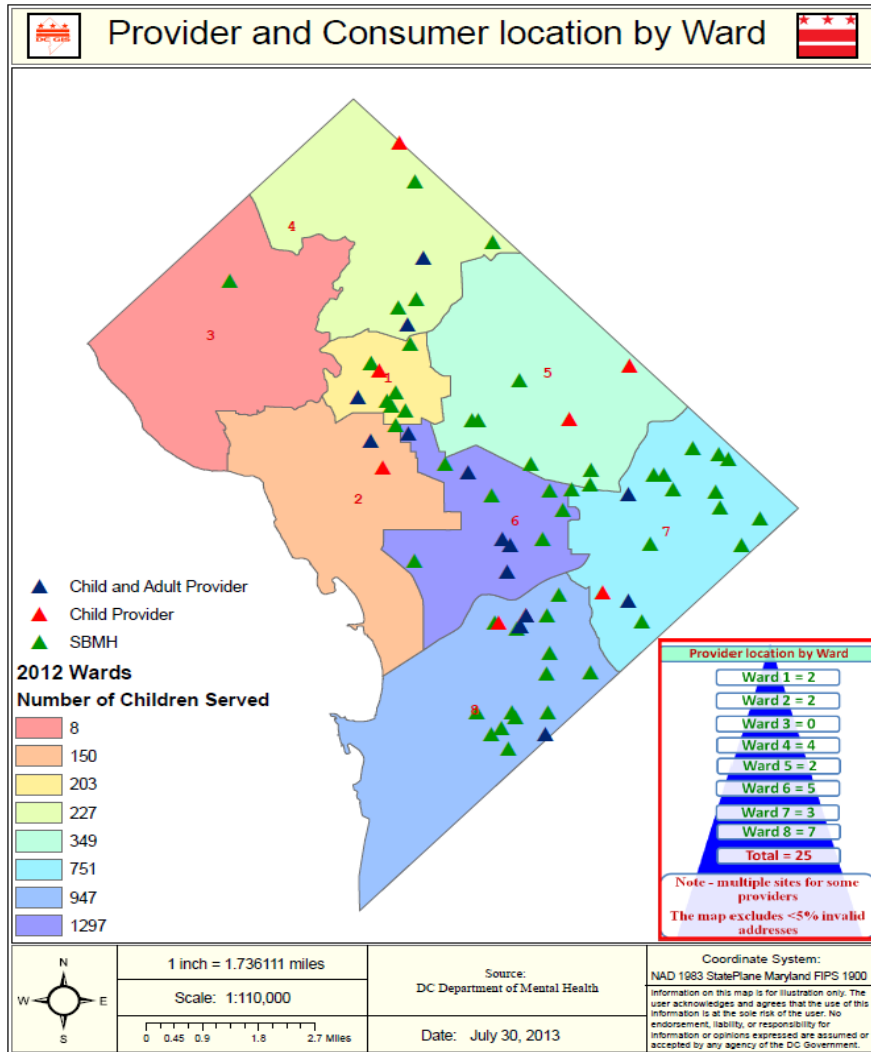 DC GIS
Provider and Consumer location by Ward
4
3
5
1
2
6
7
8
Child and Adult Provider
Child Provider
SBMH
2012 Wards
Number of Children Served
8
150
203
227
349
751
947
1297
Provider location by Ward
Ward 1 = 2
Ward 2 = 2
Ward 3 = 0
Ward 4 = 4
Ward 5 = 2
Ward 6 = 5
Ward 7 = 3
Ward 8 = 7
Total = 25
Note - multiple sites for some
providers
The map excludes <5% invalid
addresses
N
W E
S
1 inch = 1.736111 miles
Scale: 1:110,000
0 0.45 0.9 1.8 2.7 Miles
Source:
DC Department of Mental Health
Date: July 30, 2013
Coordinate System:
NAD 1983 StatePlane Maryland FIPS 1900
Information on this map is for illustration only. The
user acknowledges and agrees that the use of this
information is at the sole risk of the user. No
endorsement, liability, or responsibility for
information or opinions expressed are assumed or
accepted by any agency of the DC Government.